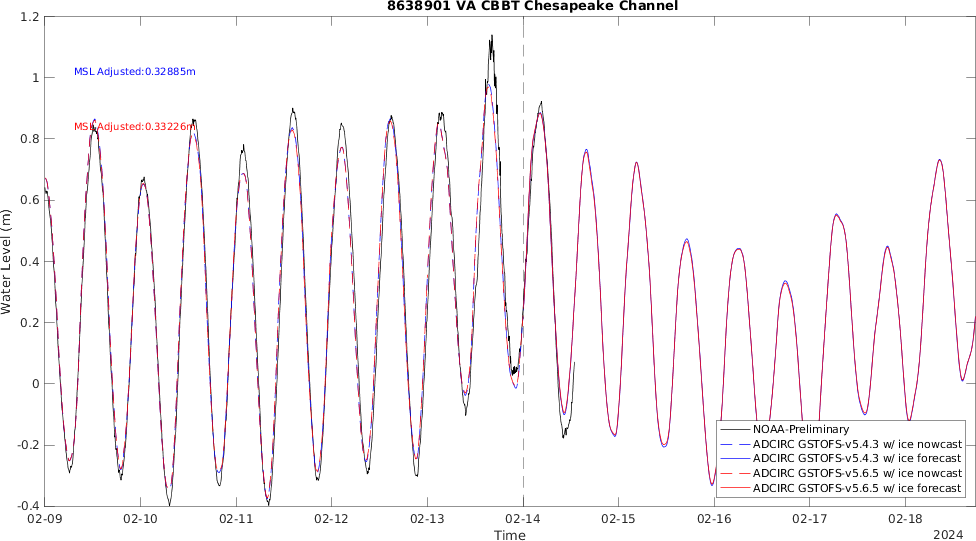 8638901 VA CBBT Chesapeake Channel
1.2
1
0.8
0.6
0.4
0.2
0
-0.2
-0.4
Water Level (m)
MSL Adjusted:0.32885m
MSL Adjusted:0.33226m
NOAA-Preliminary
ADCIRC GSTOFS-v5.4.3 w/ ice nowcast
ADCIRC GSTOFS-v5.4.3 w/ ice forecast
ADCIRC GSTOFS-v5.6.5 w/ ice nowcast
ADCIRC GSTOFS-v5.6.5 w/ ice forecast
02-09 02-10 02-11 02-12 02-13 02-14 02-15 02-16 02-17 02-18
Time
2024